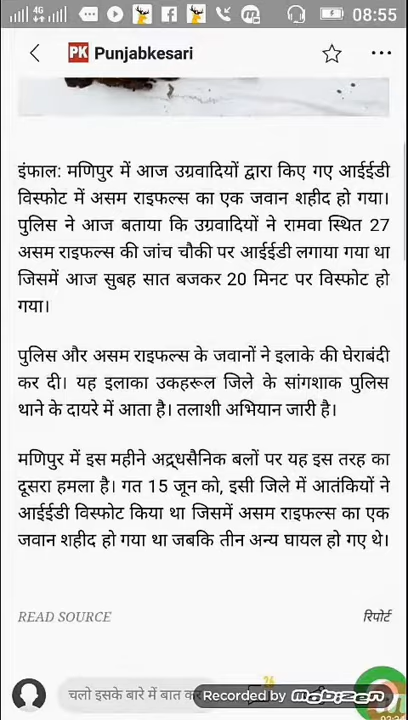 4G
08:55
PK Punjabkesari
इंफाल: मणिपुर में आज उग्रवादियों द्वारा किए गए आईईडी
विस्फोट में असम राइफल्स का एक जवान शहीद हो गया।
पुलिस ने आज बताया कि उग्रवादियों ने रामवा स्थित 27
असम राइफल्स की जांच चौकी पर आईईडी लगाया गया था
जिसमें आज सुबह सात बजकर 20 मिनट पर विस्फोट हो
गया।
पुलिस और असम राइफल्स के जवानों ने इलाके की घेराबंदी
कर दी। यह इलाका उकहरूल जिले के सांगशाक पुलिस
थाने के दायरे में आता है। तलाशी अभियान जारी है।
मणिपुर में इस महीने अद्र्धसैनिक बलों पर यह इस तरह का
दूसरा हमला है। गत 15 जून को, इसी जिले में आतंकियों ने
आईईडी विस्फोट किया था जिसमें असम राइफल्स का एक
जवान शहीद हो गया था जबकि तीन अन्य घायल हो गए थे।
READ SOURCE
रिपोर्ट
चलो इसके बारे में बात कर
Recorded by mobizen